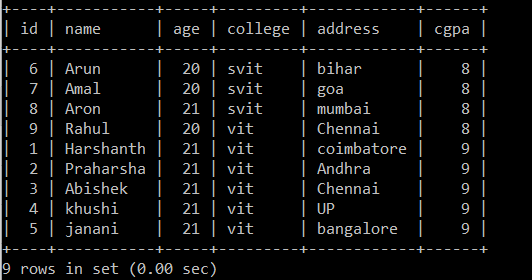 +----+-----------+-----+---------+------------+------+
| id | name      | age | college | address    | cgpa |
+----+-----------+-----+---------+------------+------+
|  6 | Arun      |  20 | svit    | bihar      |    8 |
|  7 | Amal      |  20 | svit    | goa        |    8 |
|  8 | Aron      |  21 | svit    | mumbai     |    8 |
|  9 | Rahul     |  20 | vit     | Chennai    |    8 |
|  1 | Harshanth |  21 | vit     | coimbatore |    9 |
|  2 | Praharsha |  21 | vit     | Andhra     |    9 |
|  3 | Abishek   |  21 | vit     | Chennai    |    9 |
|  4 | khushi    |  21 | vit     | UP         |    9 |
|  5 | janani    |  21 | vit     | bangalore  |    9 |
+----+-----------+-----+---------+------------+------+
9 rows in set (0.00 sec)